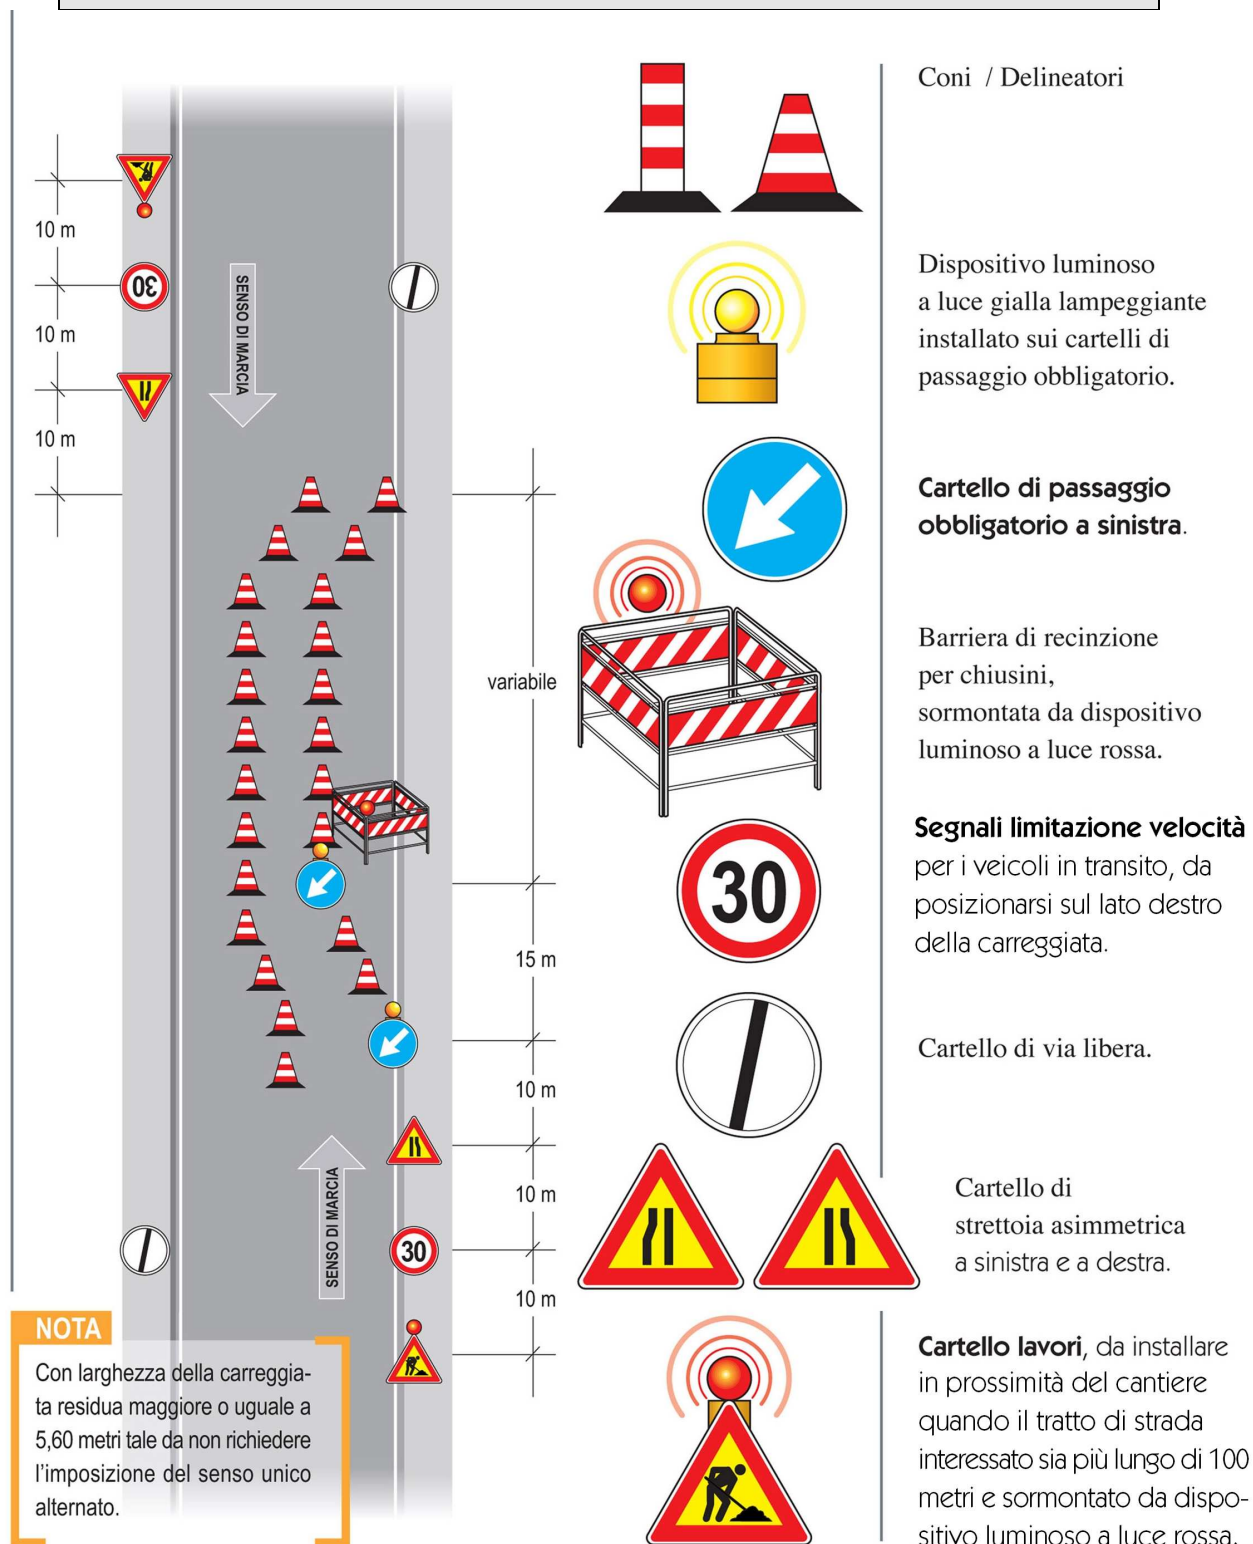 Coni / Delineatori
Dispositivo luminoso
a luce gialla lampeggiante
installato sui cartelli di
passaggio obbligatorio.
Cartello di passaggio
obbligatorio a sinistra.
Barriera di recinzione
per chiusini,
sormontata da dispositivo
luminoso a luce rossa.
Segnali limitazione velocità
per i veicoli in transito, da
posizionarsi sul lato destro
della carreggiata.
Cartello di via libera.
Cartello di
strettoia asimmetrica
a sinistra e a destra.
Cartello lavori, da installare
in prossimità del cantiere
quando il tratto di strada
interessato sia più lungo di 100
metri e sormontato da dispo-
sitivo luminoso a luce rossa.
10 m
30
10 m
10 m
SENSO DI MARCIA
variabile
30
15 m
10 m
10 m
SENSO DI MARCIA
30
10 m
NOTA
Con larghezza della carreggia-
ta residua maggiore o uguale a
5,60 metri tale da non richiedere
l'imposizione del senso unico
alternato.